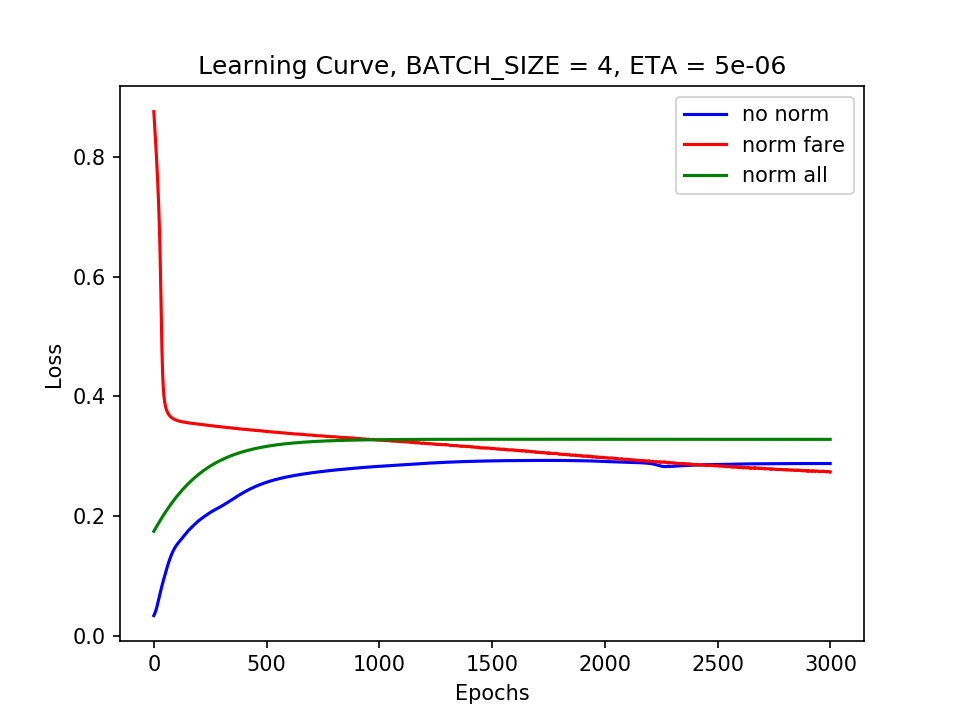 Learning Curve, BATCH_SIZE = 4, ETA = 5e-06
no norm
norm fare
norm all
Loss
0.8
0.6
0.4
0.2
0.0
0 500 1000 1500 2000 2500 3000
Epochs